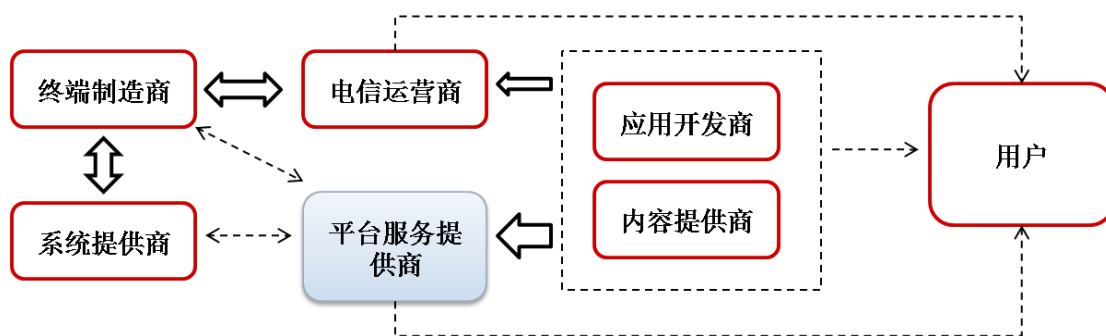 终端制造商
电信运营商
应用开发商
用户
内容提供商
系统提供商
平台服务提
供商